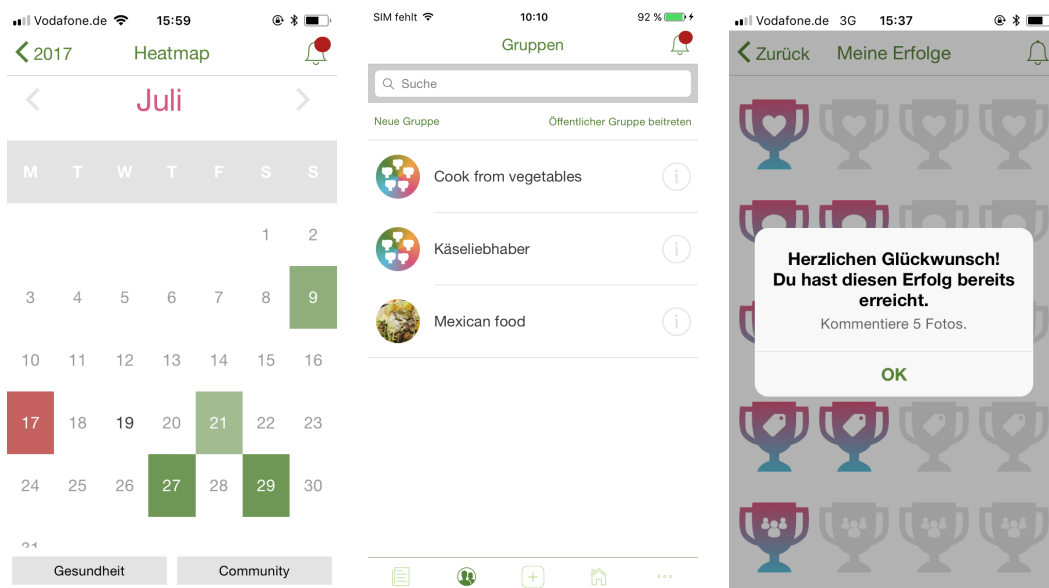 Vodafone.de 15:59
2017 Heatmap
Juli
M T W T F S S
1 2
3 4 5 6 7 8 9
10 11 12 13 14 15 16
17 18 19 20 21 22 23
24 25 26 27 28 29 30
31
Gesundheit Community
SIM fehlt 10:10 92 %
Gruppen
Suche
Neue Gruppe Öffentlicher Gruppe beitreten
Cook from vegetables
i
Käseliebhaber
i
Mexican food
i
Vodafone.de 3G 15:37
Zurück Meine Erfolge
Herzlichen Glückwunsch!
Du hast diesen Erfolg bereits
erreicht.
Kommentiere 5 Fotos.
OK